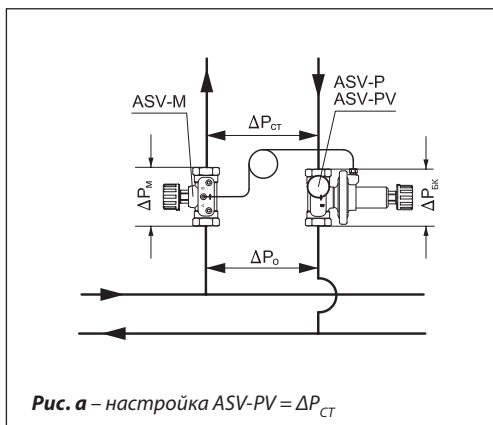 ASV-P
ASV-PV
ASV-M
ΔPст
ΔPм
ΔPБК
ΔPо
Рис. a – настройка ASV-PV = ΔPСТ